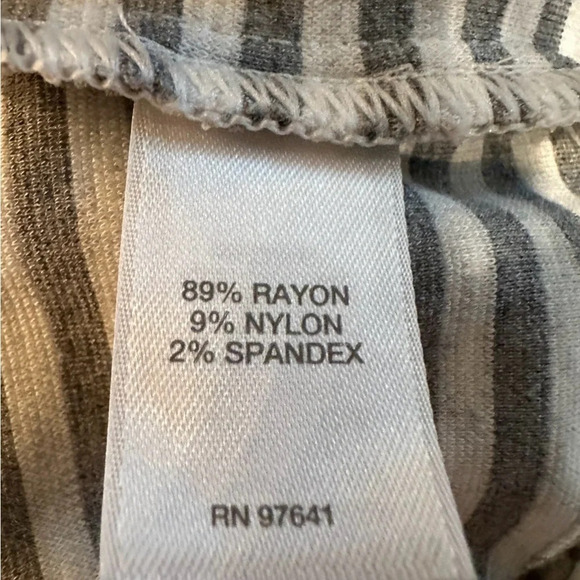 89% RAYON
9% NYLON
2% SPANDEX
RN 97641